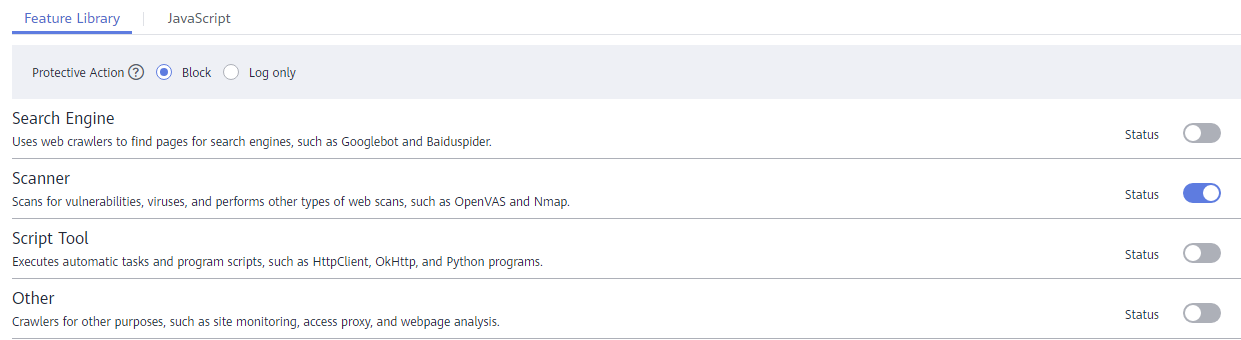 Feature Library JavaScript
Protective Action ? Block Log only
Search Engine
Uses web crawlers to find pages for search engines, such as Googlebot and Baiduspider.
Status
Scanner
Scans for vulnerabilities, viruses, and performs other types of web scans, such as OpenVAS and Nmap.
Status
Script Tool
Executes automatic tasks and program scripts, such as HttpClient, OkHttp, and Python programs.
Status
Other
Crawlers for other purposes, such as site monitoring, access proxy, and webpage analysis.
Status